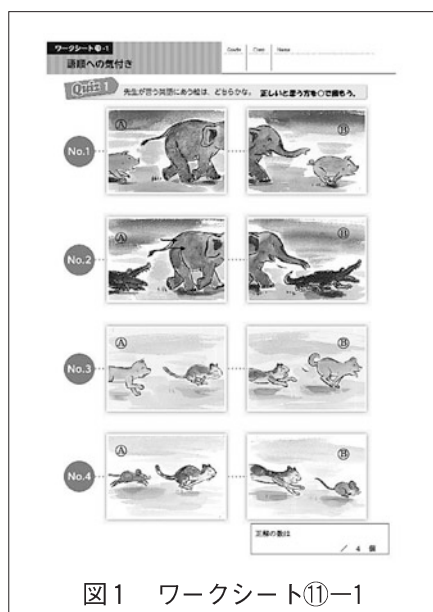 ワークシート⑪-1
Grade Class Name
語順への気付き
Quiz 1 先生が言う英語にあう絵は、どちらかな。正しいと思う方を○で囲もう。
No.1 Ⓐ Ⓑ
No.2 Ⓐ Ⓑ
No.3 Ⓐ Ⓑ
No.4 Ⓐ Ⓑ
正解の数は
/ 4 個
図1 ワークシート⑪―1